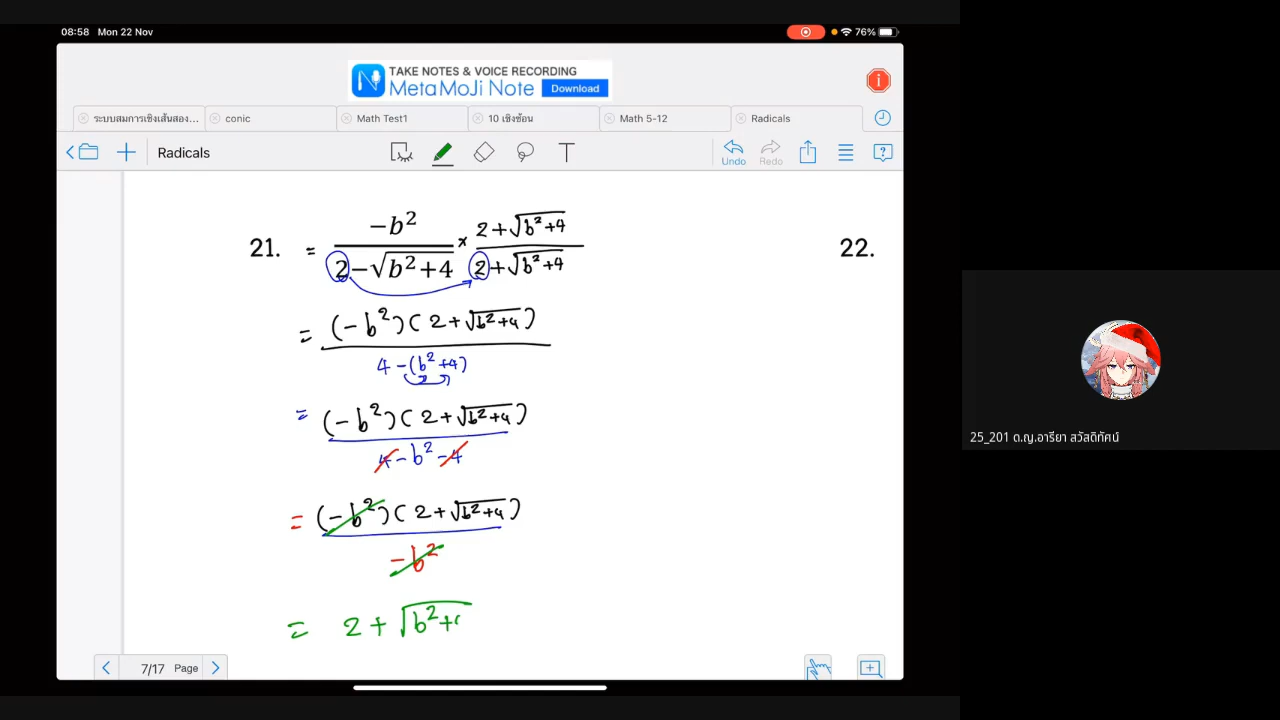 08:58 Mon 22 Nov
76%
TAKE NOTES & VOICE RECORDING
MetaMoJi Note Download
ระบบสมการเชิงเส้นสอง... conic Math Test1 10 เชิงซ้อน Math 5-12 Radicals
Radicals
T
Undo Redo
21. = -b²/(2-√(b²+4)) × (2+√(b²+4))/(2+√(b²+4))
22.
= (-b²)(2+√(b²+4))
4-(b²+4)
= (-b²)(2+√(b²+4))
4-b²-4
= (-b²)(2+√(b²+4))
-b²
= 2+√(b²+
7/17 Page
25_201 ด.ญ.อารียา สวัสดิทัศน์